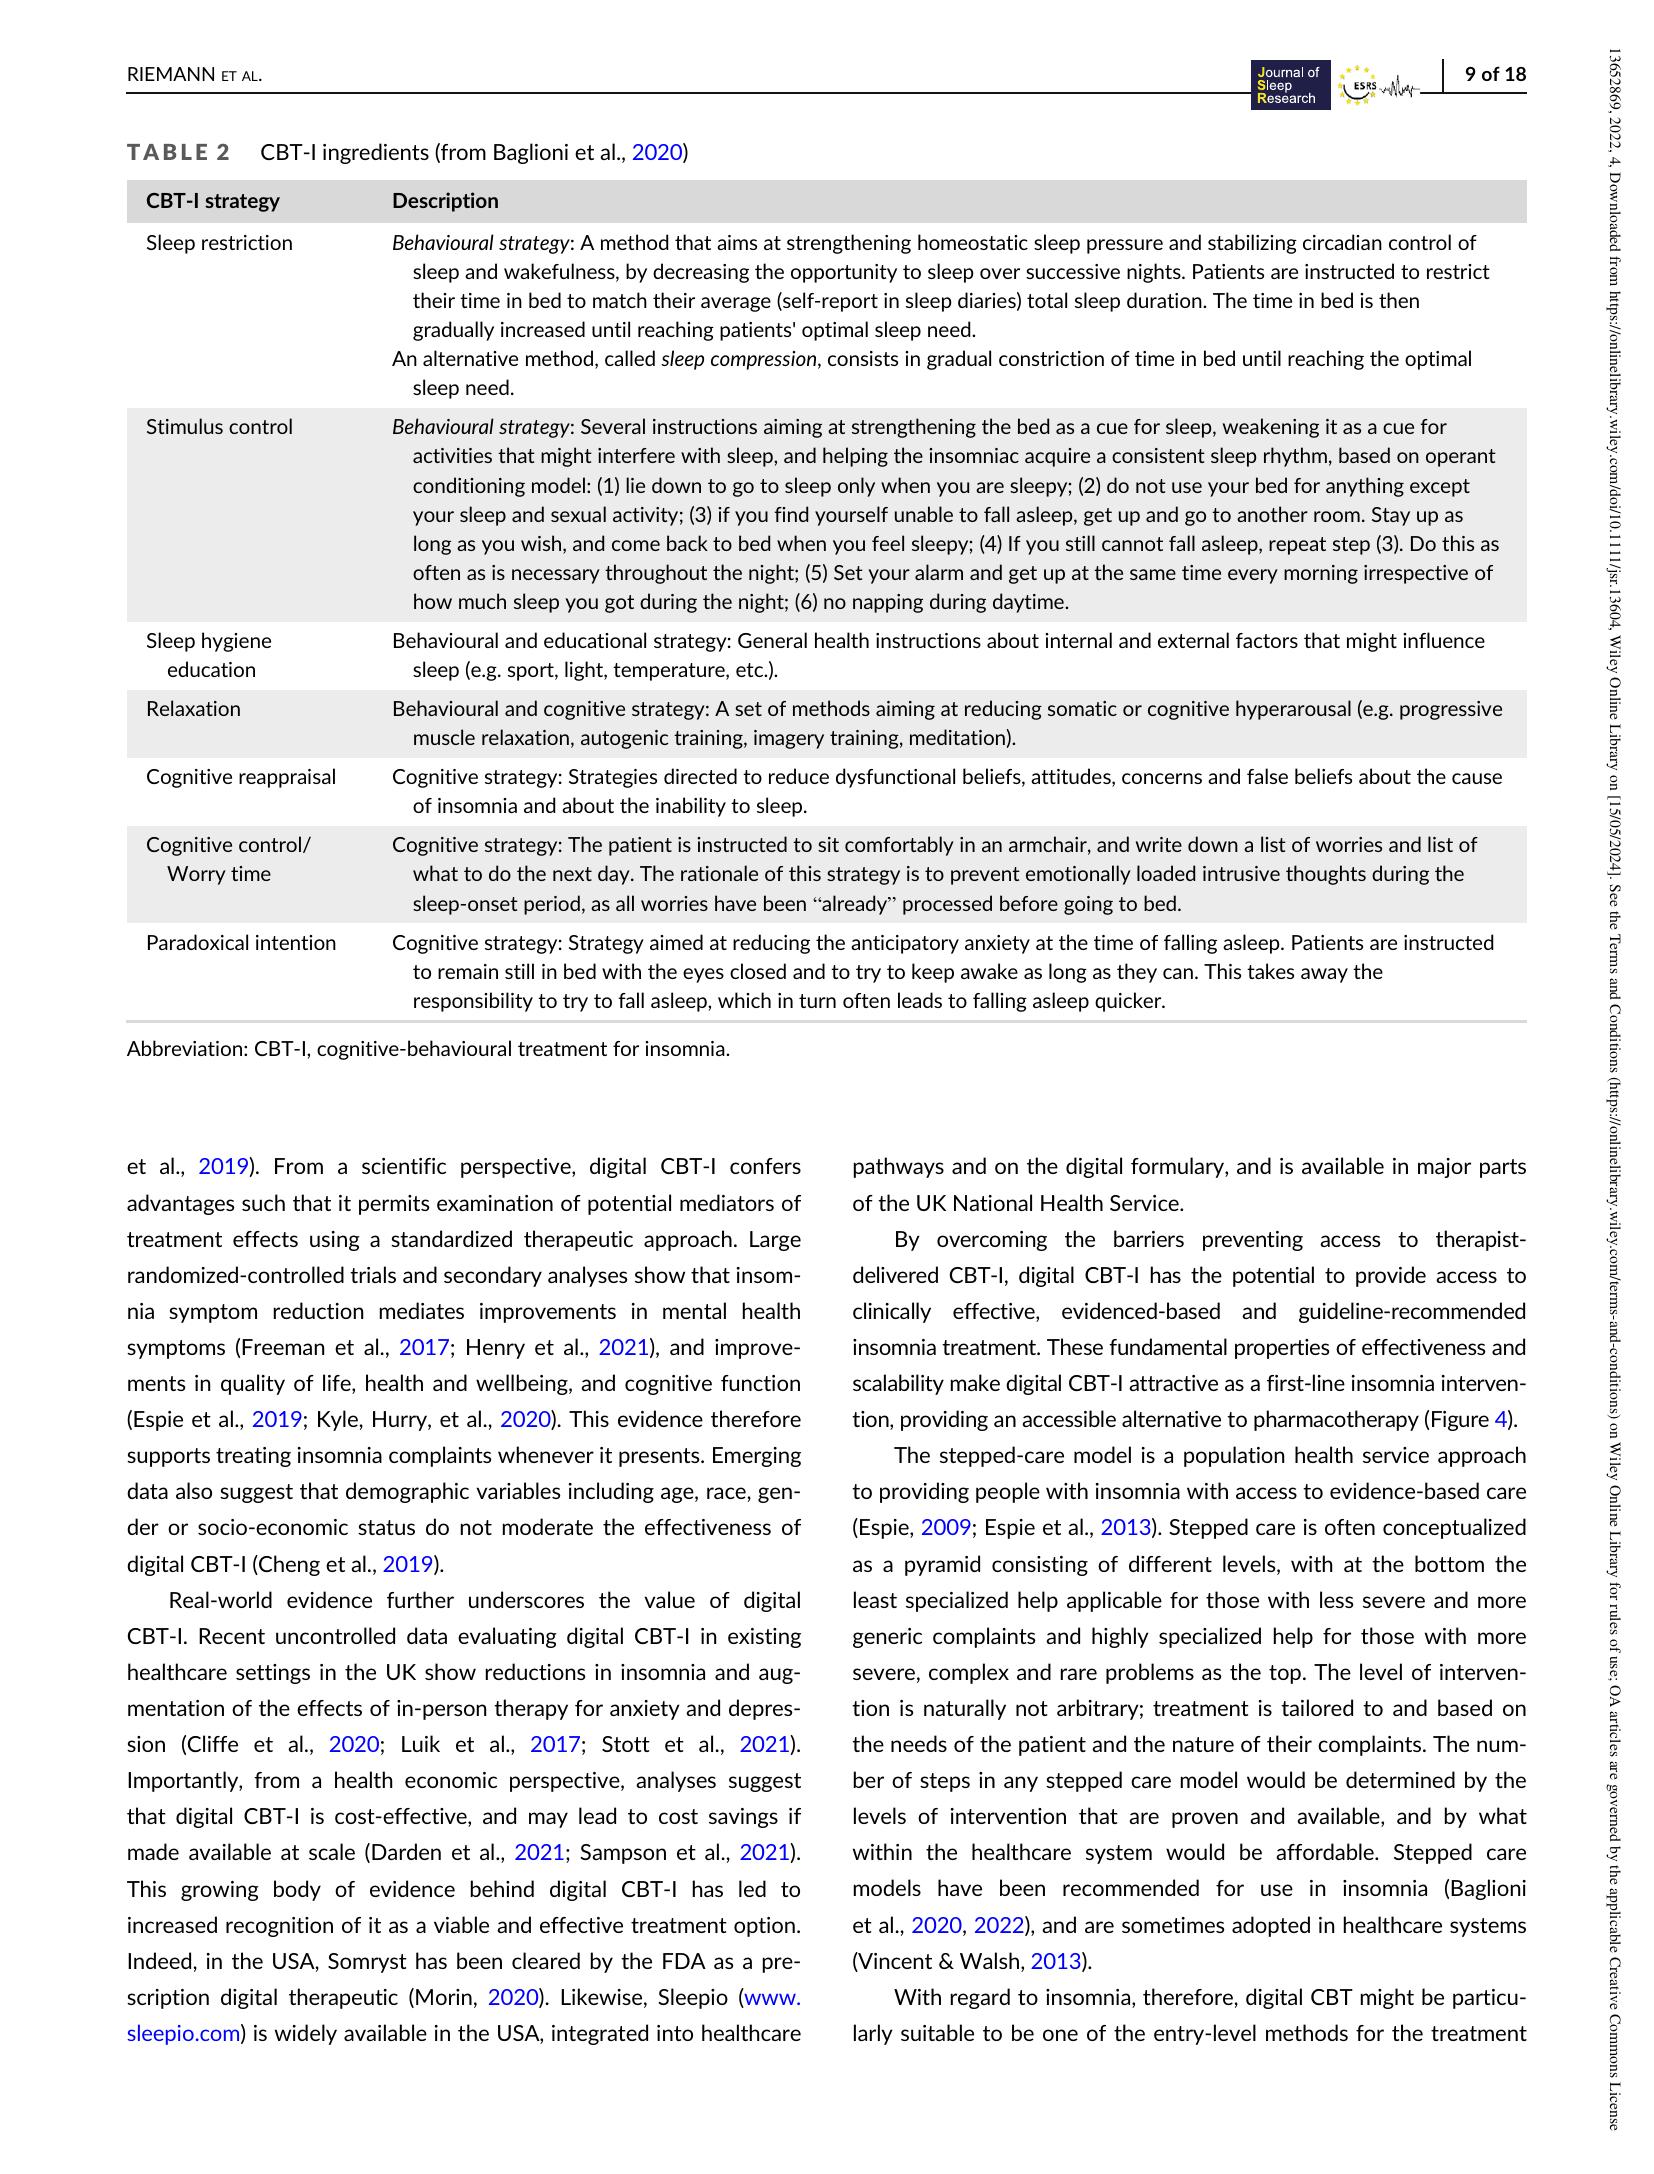 RIEMANN ET AL.
Journal of
Sleep
Research
ESRS
9 of 18
TABLE 2 CBT-I ingredients (from Baglioni et al., 2020)
CBT-I strategy Description
Sleep restriction Behavioural strategy: A method that aims at strengthening homeostatic sleep pressure and stabilizing circadian control of
sleep and wakefulness, by decreasing the opportunity to sleep over successive nights. Patients are instructed to restrict
their time in bed to match their average (self-report in sleep diaries) total sleep duration. The time in bed is then
gradually increased until reaching patients' optimal sleep need.
An alternative method, called sleep compression, consists in gradual constriction of time in bed until reaching the optimal
sleep need.
Stimulus control Behavioural strategy: Several instructions aiming at strengthening the bed as a cue for sleep, weakening it as a cue for
activities that might interfere with sleep, and helping the insomniac acquire a consistent sleep rhythm, based on operant
conditioning model: (1) lie down to go to sleep only when you are sleepy; (2) do not use your bed for anything except
your sleep and sexual activity; (3) if you find yourself unable to fall asleep, get up and go to another room. Stay up as
long as you wish, and come back to bed when you feel sleepy; (4) If you still cannot fall asleep, repeat step (3). Do this as
often as is necessary throughout the night; (5) Set your alarm and get up at the same time every morning irrespective of
how much sleep you got during the night; (6) no napping during daytime.
Sleep hygiene Behavioural and educational strategy: General health instructions about internal and external factors that might influence
education sleep (e.g. sport, light, temperature, etc.).
Relaxation Behavioural and cognitive strategy: A set of methods aiming at reducing somatic or cognitive hyperarousal (e.g. progressive
muscle relaxation, autogenic training, imagery training, meditation).
Cognitive reappraisal Cognitive strategy: Strategies directed to reduce dysfunctional beliefs, attitudes, concerns and false beliefs about the cause
of insomnia and about the inability to sleep.
Cognitive control/ Cognitive strategy: The patient is instructed to sit comfortably in an armchair, and write down a list of worries and list of
Worry time what to do the next day. The rationale of this strategy is to prevent emotionally loaded intrusive thoughts during the
sleep-onset period, as all worries have been “already” processed before going to bed.
Paradoxical intention Cognitive strategy: Strategy aimed at reducing the anticipatory anxiety at the time of falling asleep. Patients are instructed
to remain still in bed with the eyes closed and to try to keep awake as long as they can. This takes away the
responsibility to try to fall asleep, which in turn often leads to falling asleep quicker.
Abbreviation: CBT-I, cognitive-behavioural treatment for insomnia.
et al., 2019). From a scientific perspective, digital CBT-I confers
advantages such that it permits examination of potential mediators of
treatment effects using a standardized therapeutic approach. Large
randomized-controlled trials and secondary analyses show that insom-
nia symptom reduction mediates improvements in mental health
symptoms (Freeman et al., 2017; Henry et al., 2021), and improve-
ments in quality of life, health and wellbeing, and cognitive function
(Espie et al., 2019; Kyle, Hurry, et al., 2020). This evidence therefore
supports treating insomnia complaints whenever it presents. Emerging
data also suggest that demographic variables including age, race, gen-
der or socio-economic status do not moderate the effectiveness of
digital CBT-I (Cheng et al., 2019).
Real-world evidence further underscores the value of digital
CBT-I. Recent uncontrolled data evaluating digital CBT-I in existing
healthcare settings in the UK show reductions in insomnia and aug-
mentation of the effects of in-person therapy for anxiety and depres-
sion (Cliffe et al., 2020; Luik et al., 2017; Stott et al., 2021).
Importantly, from a health economic perspective, analyses suggest
that digital CBT-I is cost-effective, and may lead to cost savings if
made available at scale (Darden et al., 2021; Sampson et al., 2021).
This growing body of evidence behind digital CBT-I has led to
increased recognition of it as a viable and effective treatment option.
Indeed, in the USA, Somryst has been cleared by the FDA as a pre-
scription digital therapeutic (Morin, 2020). Likewise, Sleepio (www.
sleepio.com) is widely available in the USA, integrated into healthcare
pathways and on the digital formulary, and is available in major parts
of the UK National Health Service.
By overcoming the barriers preventing access to therapist-
delivered CBT-I, digital CBT-I has the potential to provide access to
clinically effective, evidenced-based and guideline-recommended
insomnia treatment. These fundamental properties of effectiveness and
scalability make digital CBT-I attractive as a first-line insomnia interven-
tion, providing an accessible alternative to pharmacotherapy (Figure 4).
The stepped-care model is a population health service approach
to providing people with insomnia with access to evidence-based care
(Espie, 2009; Espie et al., 2013). Stepped care is often conceptualized
as a pyramid consisting of different levels, with at the bottom the
least specialized help applicable for those with less severe and more
generic complaints and highly specialized help for those with more
severe, complex and rare problems as the top. The level of interven-
tion is naturally not arbitrary; treatment is tailored to and based on
the needs of the patient and the nature of their complaints. The num-
ber of steps in any stepped care model would be determined by the
levels of intervention that are proven and available, and by what
within the healthcare system would be affordable. Stepped care
models have been recommended for use in insomnia (Baglioni
et al., 2020, 2022), and are sometimes adopted in healthcare systems
(Vincent & Walsh, 2013).
With regard to insomnia, therefore, digital CBT might be particu-
larly suitable to be one of the entry-level methods for the treatment
13652869, 2022, 4, Downloaded from https://onlinelibrary.wiley.com/doi/10.1111/jsr.13604, Wiley Online Library on [15/05/2024]. See the Terms and Conditions (https://onlinelibrary.wiley.com/terms-and-conditions) on Wiley Online Library for rules of use; OA articles are governed by the applicable Creative Commons License